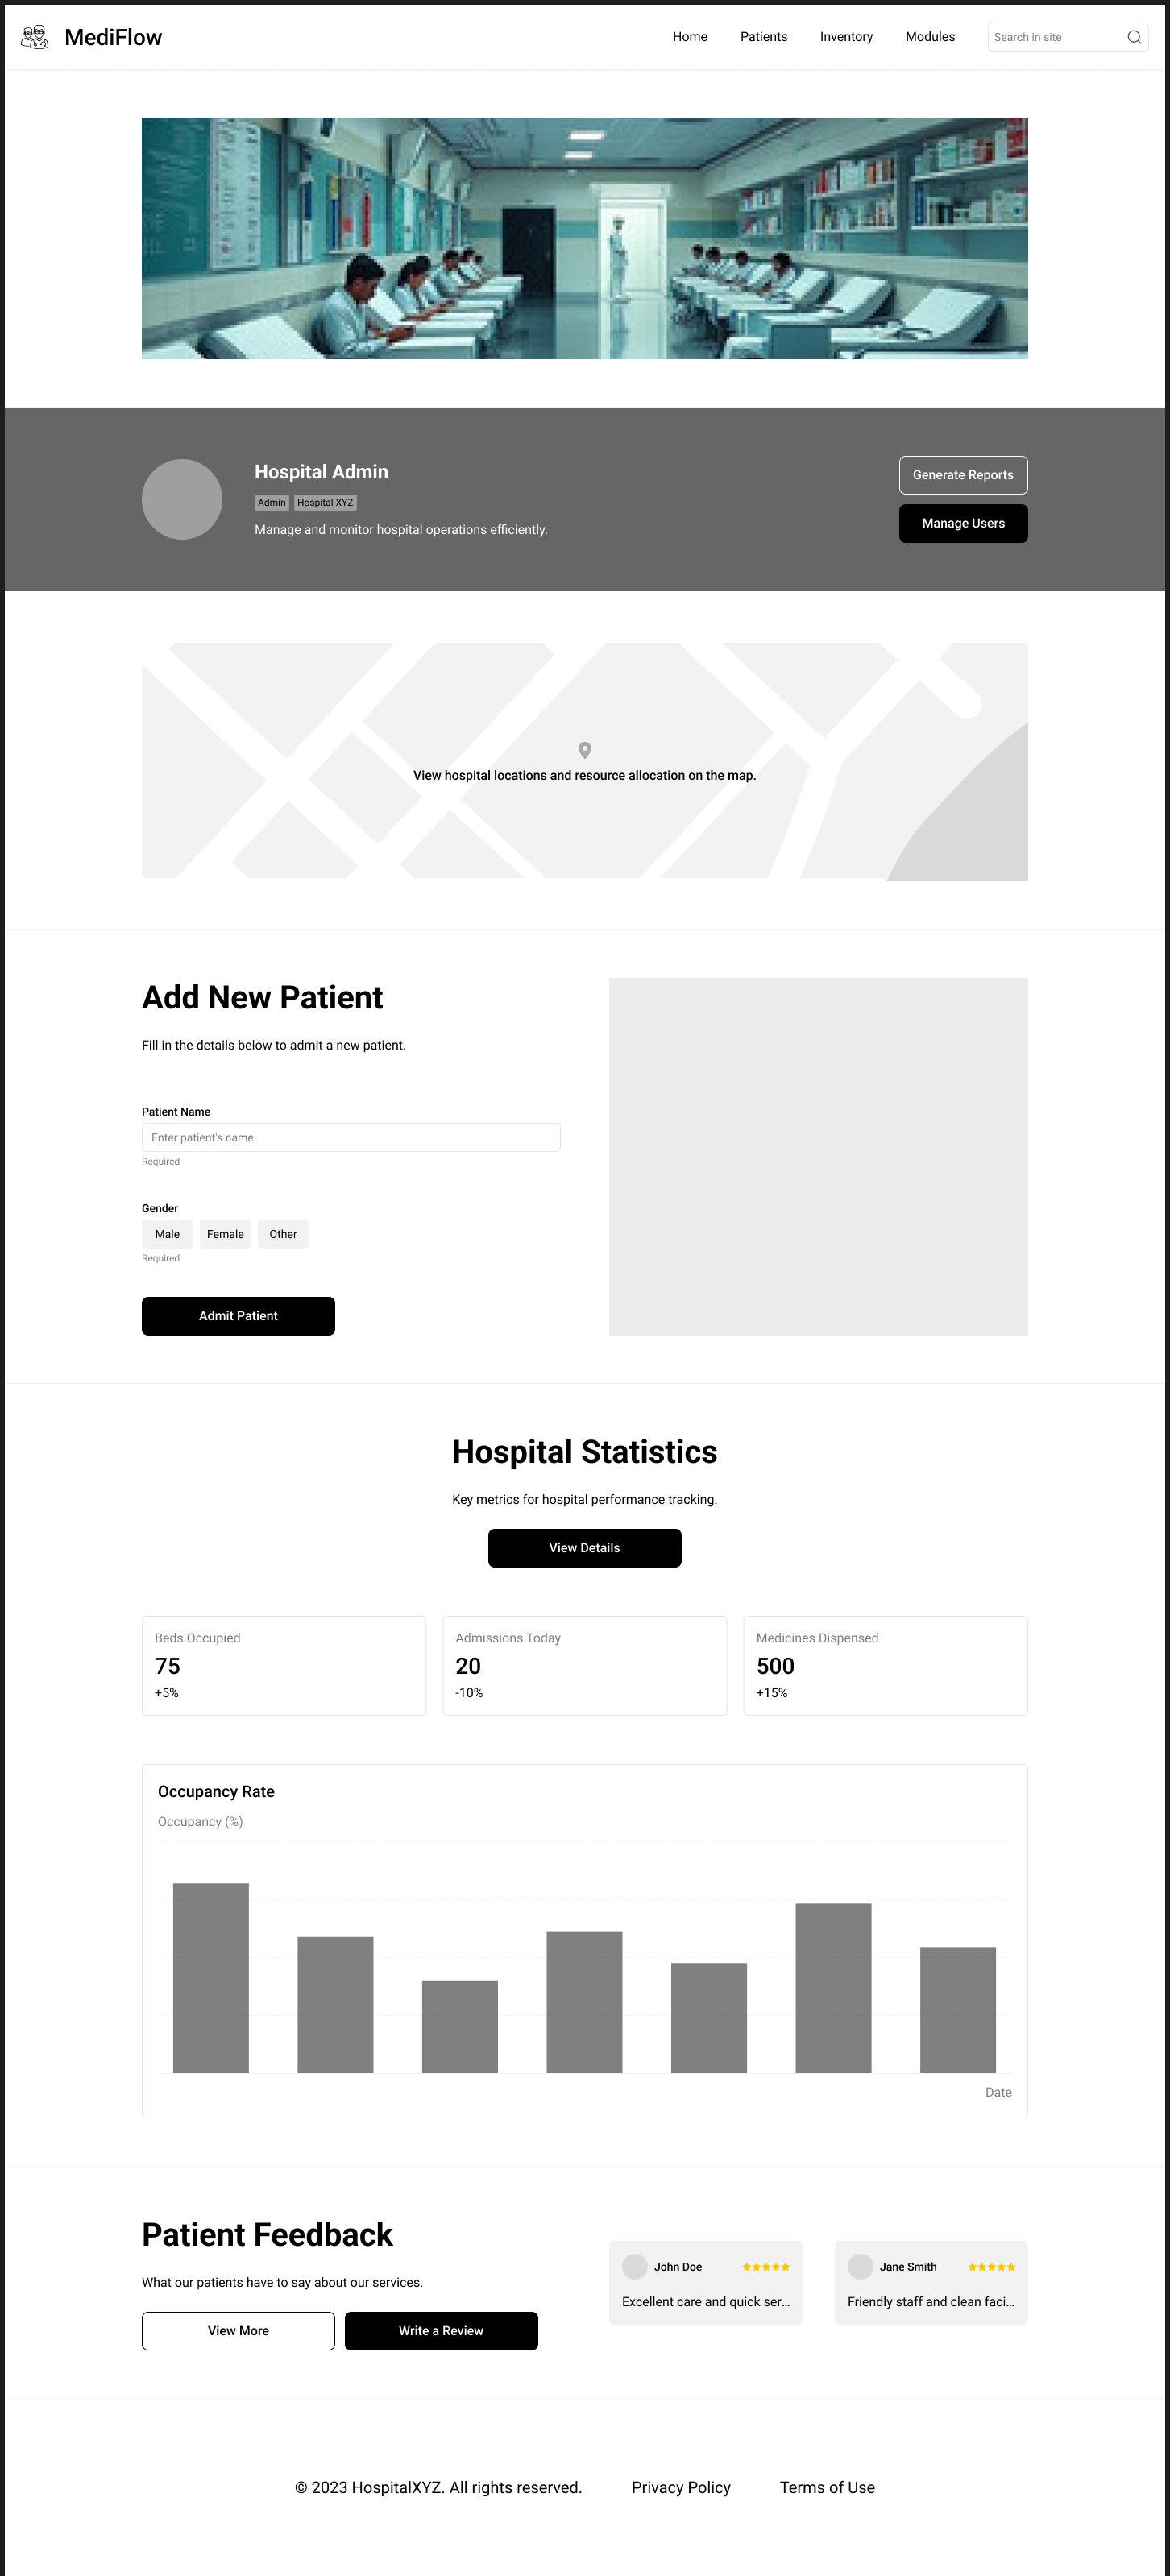 MediFlow
Home
Patients
Inventory
Modules
Search in site
Hospital Admin
Admin
Hospital XYZ
Manage and monitor hospital operations efficiently.
Generate Reports
Manage Users
View hospital locations and resource allocation on the map.
Add New Patient
Fill in the details below to admit a new patient.
Patient Name
Enter patient's name
Required
Gender
Male
Female
Other
Required
Admit Patient
Hospital Statistics
Key metrics for hospital performance tracking.
View Details
Beds Occupied
75
+5%
Admissions Today
20
-10%
Medicines Dispensed
500
+15%
Occupancy Rate
Occupancy (%)
Date
Patient Feedback
What our patients have to say about our services.
View More
Write a Review
John Doe
Excellent care and quick ser...
Jane Smith
Friendly staff and clean faci...
© 2023 HospitalXYZ. All rights reserved.
Privacy Policy
Terms of Use